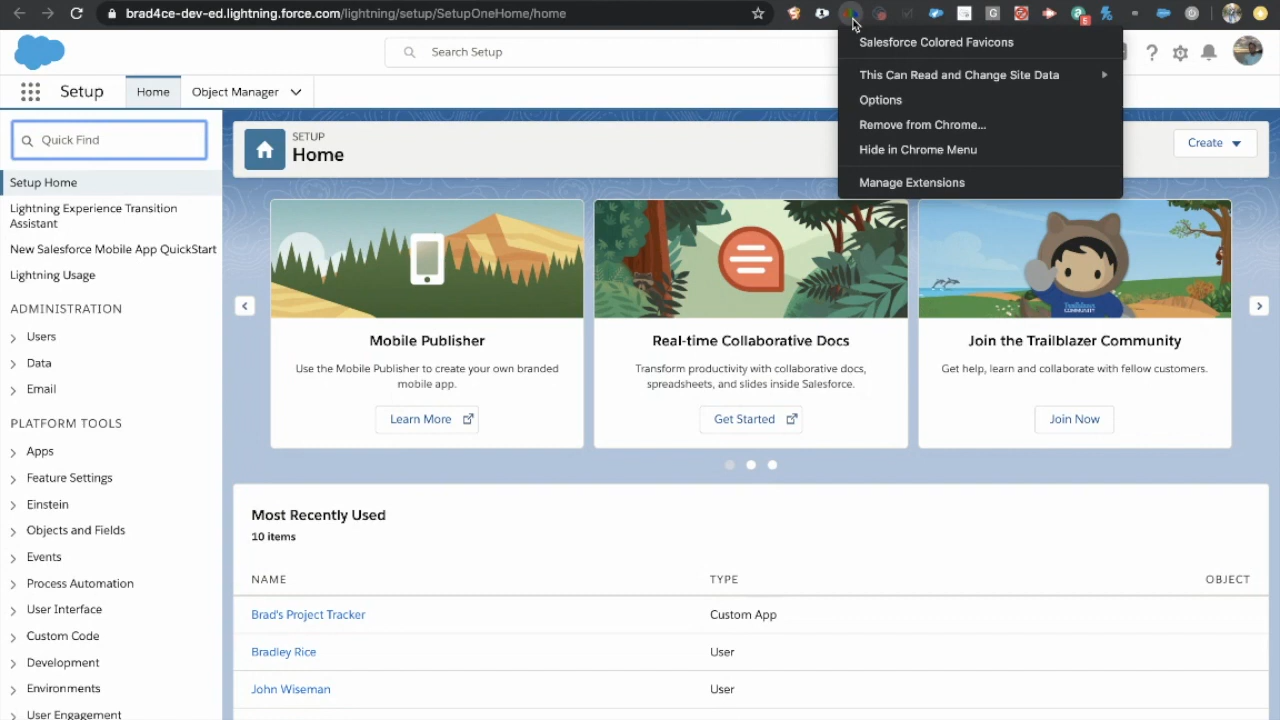 brad4ce-dev-ed.lightning.force.com/lightning/setup/SetupOneHome/home
Salesforce Colored Favicons
This Can Read and Change Site Data
Options
Remove from Chrome...
Hide in Chrome Menu
Manage Extensions
Search Setup
Setup
Home
Object Manager
Quick Find
SETUP
Home
Create
Setup Home
Lightning Experience Transition
Assistant
New Salesforce Mobile App QuickStart
Lightning Usage
ADMINISTRATION
Users
Data
Email
PLATFORM TOOLS
Apps
Feature Settings
Einstein
Objects and Fields
Events
Process Automation
User Interface
Custom Code
Development
Environments
User Engagement
Mobile Publisher
Use the Mobile Publisher to create your own branded
mobile app.
Learn More
Real-time Collaborative Docs
Transform productivity with collaborative docs,
spreadsheets, and slides inside Salesforce.
Get Started
TRAILBLAZER
COMMUNITY
Join the Trailblazer Community
Get help, learn and collaborate with fellow customers.
Join Now
Most Recently Used
10 items
NAME TYPE OBJECT
Brad's Project Tracker Custom App
Bradley Rice User
John Wiseman User